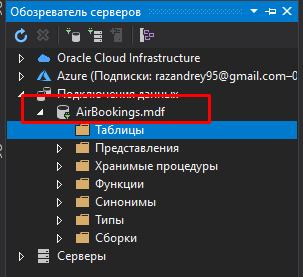 Обозреватель серверов
Oracle Cloud Infrastructure
Azure (Подписки: razandrey95@gmail.com–0
Подключения данных
AirBookings.mdf
Таблицы
Представления
Хранимые процедуры
Функции
Синонимы
Типы
Сборки
Серверы